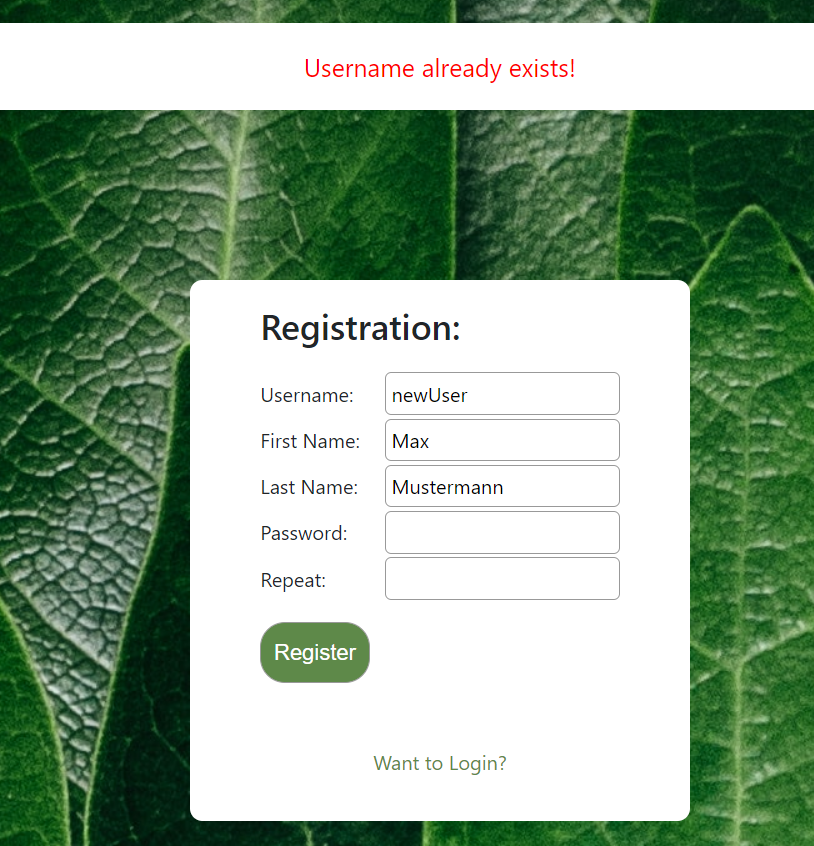 Username already exists!
Registration:
Username: newUser
First Name: Max
Last Name: Mustermann
Password:
Repeat:
Register
Want to Login?